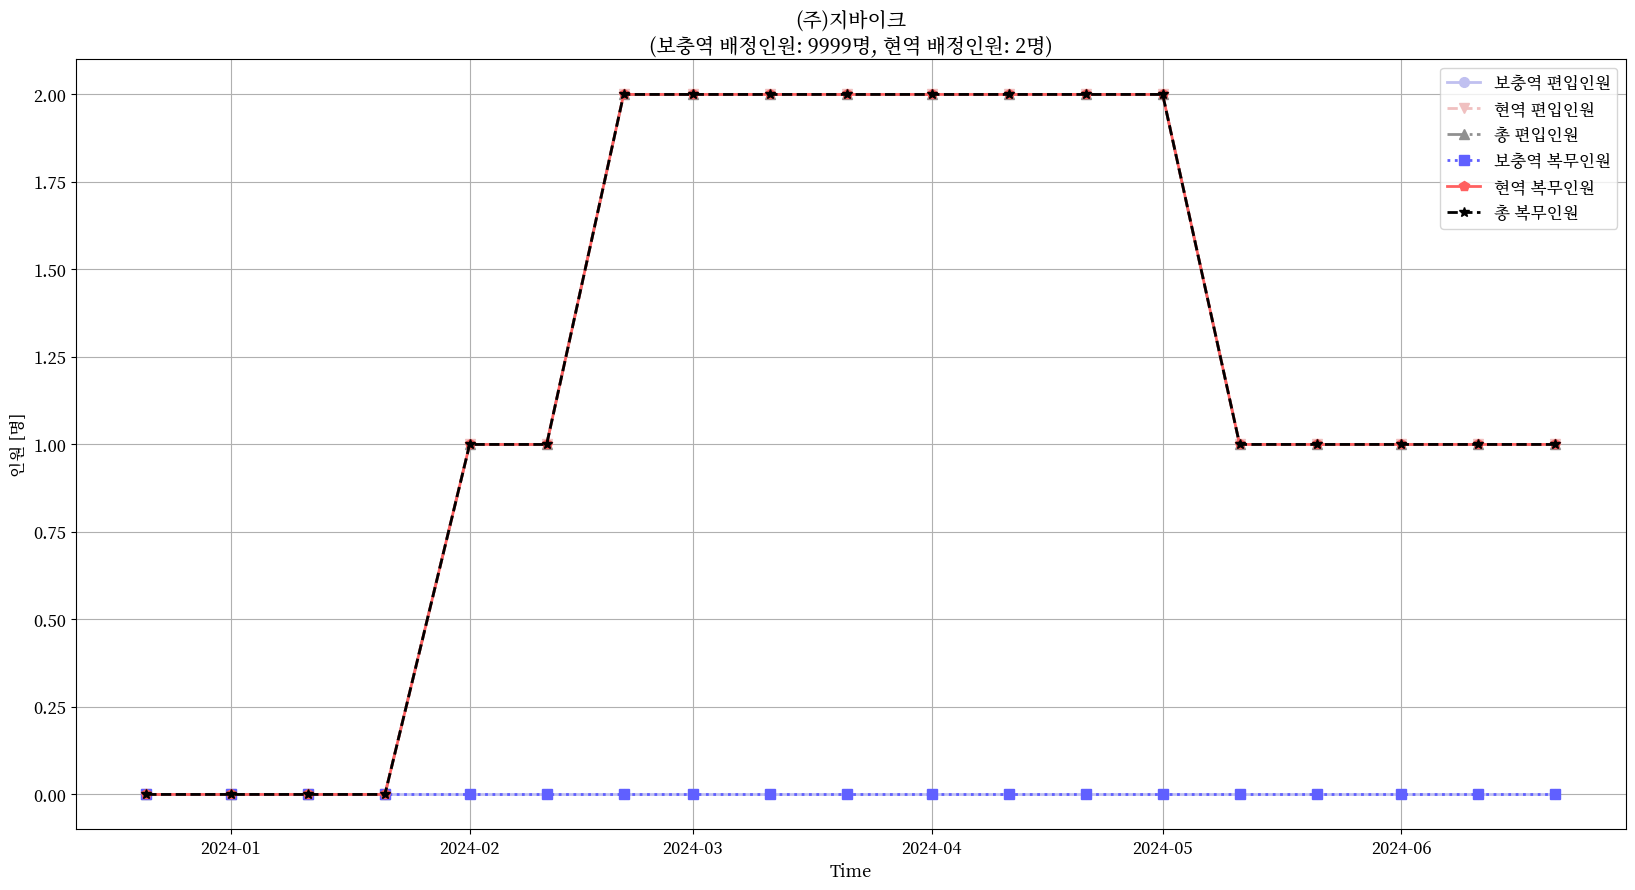 (주)지바이크
(보충역 배정인원: 9999명, 현역 배정인원: 2명)
보충역 편입인원
현역 편입인원
총 편입인원
보충역 복무인원
현역 복무인원
총 복무인원
인원 [명]
2.00
1.75
1.50
1.25
1.00
0.75
0.50
0.25
0.00
2024-01 2024-02 2024-03 2024-04 2024-05 2024-06
Time